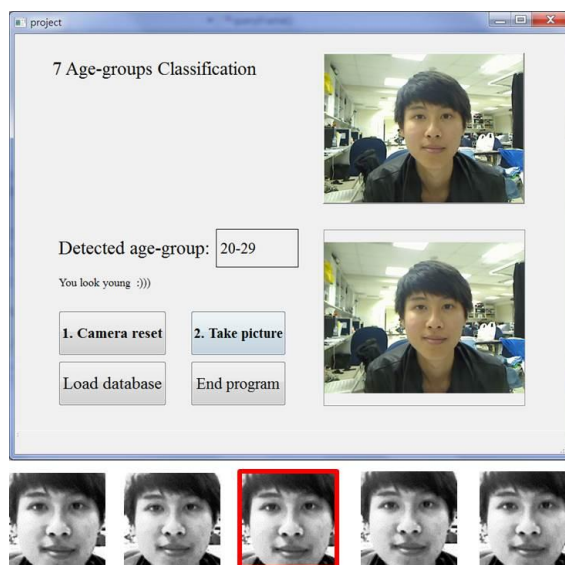 project
7 Age-groups Classification
Detected age-group: 20-29
You look young :)))
1. Camera reset
2. Take picture
Load database
End program